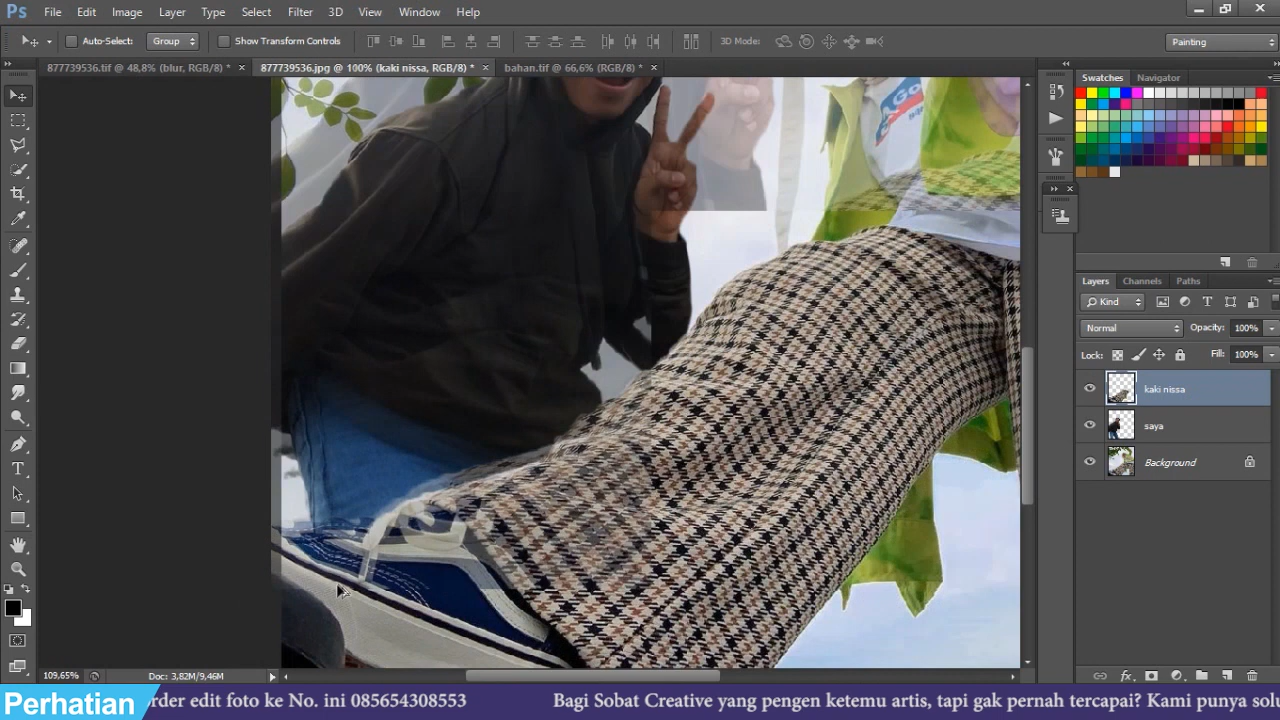 Ps File Edit Image Layer Type Select Filter 3D View Window Help
Auto-Select: Group Show Transform Controls 3D Mode: Painting
877739536.tif @ 48,8% (blur, RGB/8) * × 877739536.jpg @ 100% (kaki nissa, RGB/8) * × bahan.tif @ 66,6% (RGB/8) * ×
Swatches Navigator
Layers Channels Paths
Kind
Normal Opacity: 100%
Lock: Fill: 100%
kaki nissa
saya
Background
109,65% Doc: 3,82M/9,46M
Perhatian order edit foto ke No. ini 085654308553 Bagi Sobat Creative yang pengen ketemu artis, tapi gak pernah tercapai? Kami punya solu